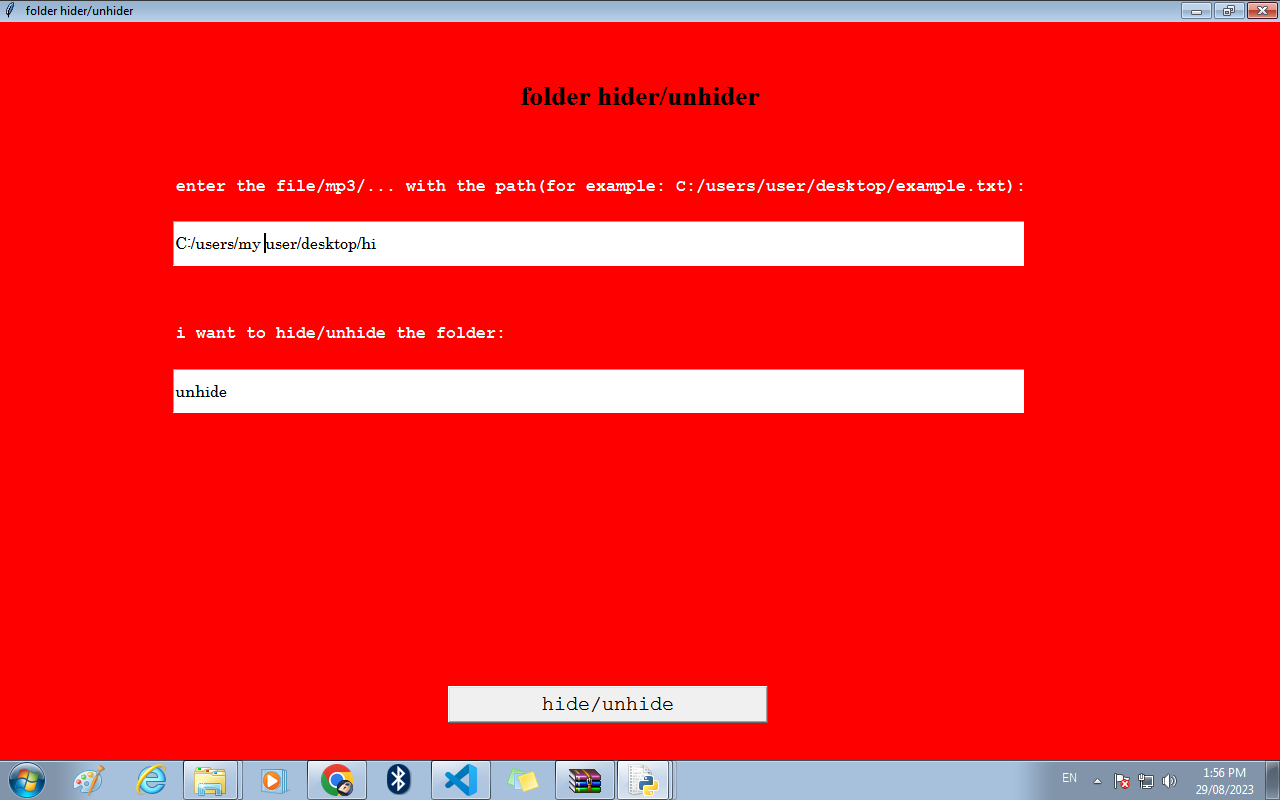 folder hider/unhider
folder hider/unhider
enter the file/mp3/... with the path(for example: C:/users/user/desktop/example.txt):
C:/users/my user/desktop/hi
i want to hide/unhide the folder:
unhide
hide/unhide
EN
1:56 PM
29/08/2023